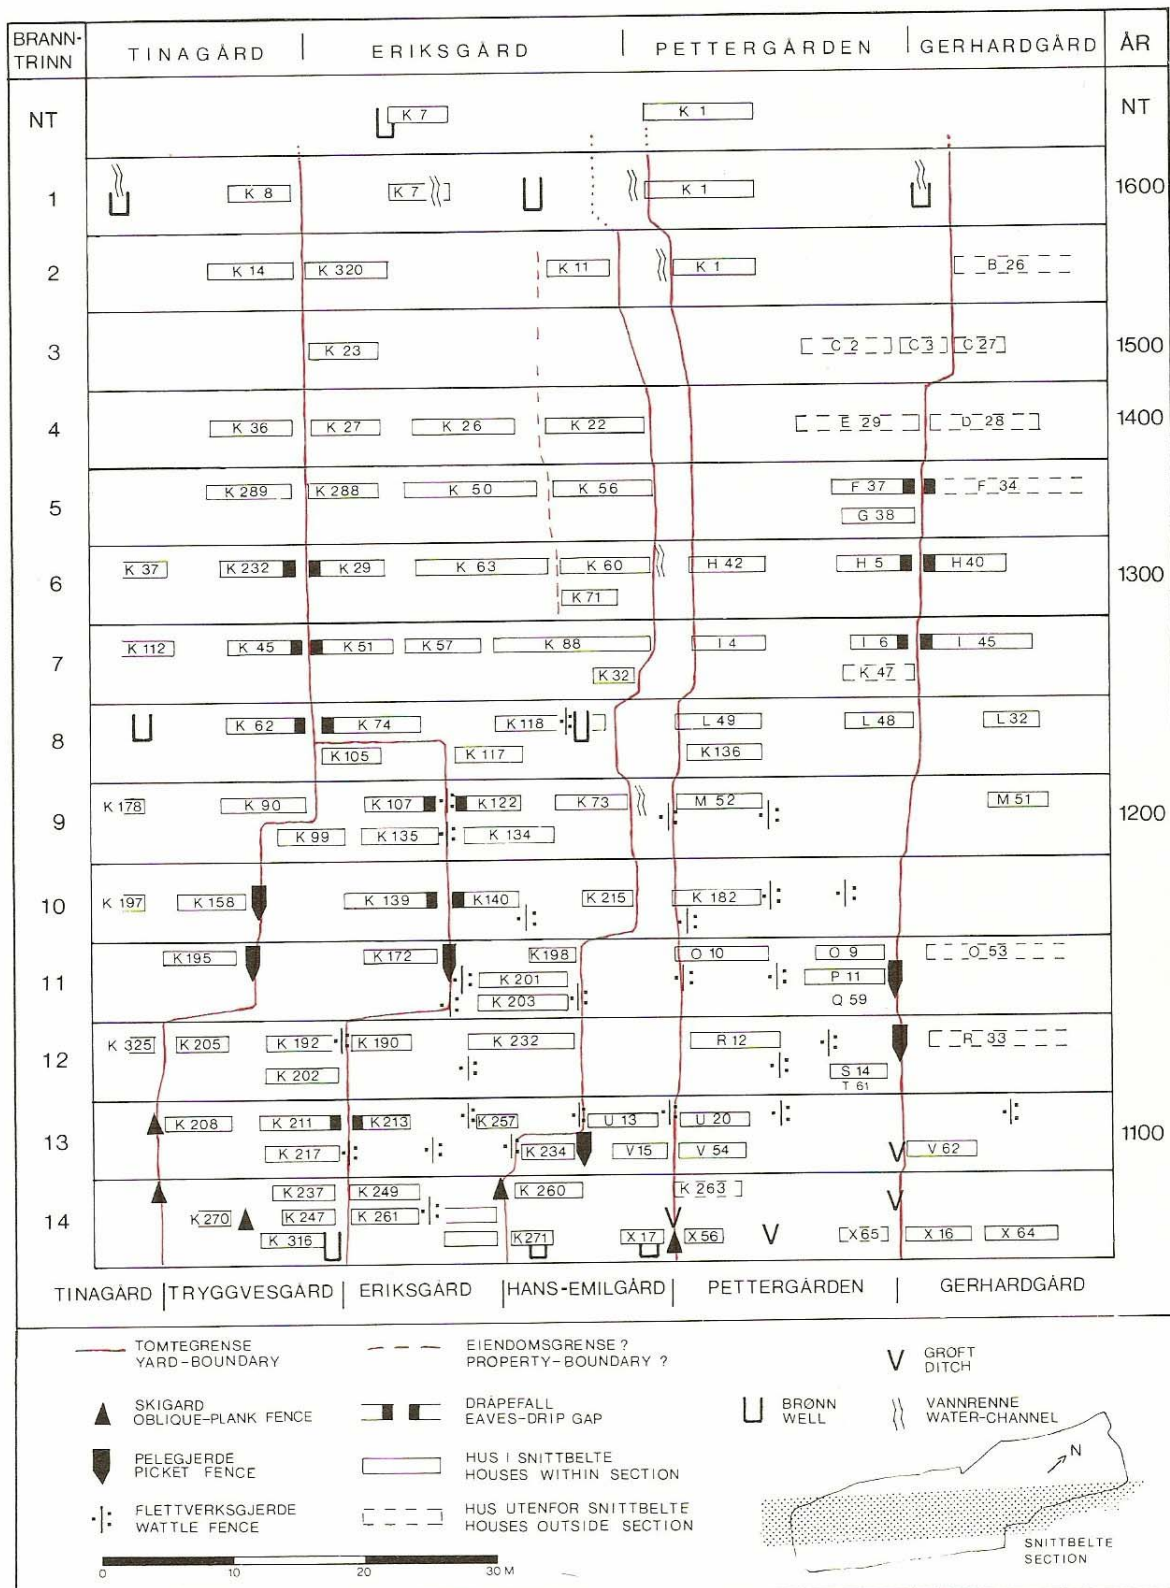 BRANN-
TRINN
TINAGÅRD
ERIKSGÅRD
PETTERGÅRDEN
GERHARDGÅRD
ÅR
NT
K 7
K 1
NT
1
K 8
K 7
K 1
1600
2
K 14
K 320
K 11
K 1
B 26
3
K 23
C 2
C 3
C 27
1500
4
K 36
K 27
K 26
K 22
E 29
D 28
1400
5
K 289
K 288
K 50
K 56
F 37
F 34
G 38
6
K 37
K 232
K 29
K 63
K 60
H 42
H 5
H 40
1300
K 71
7
K 112
K 45
K 51
K 57
K 88
I 4
I 6
I 45
K 32
K 47
8
K 62
K 74
K 118
L 49
L 48
L 32
K 105
K 117
K 136
9
K 178
K 90
K 107
K 122
K 73
M 52
M 51
1200
K 99
K 135
K 134
10
K 197
K 158
K 139
K 140
K 215
K 182
11
K 195
K 172
K 198
O 10
O 9
O 53
K 201
P 11
K 203
Q 59
12
K 325
K 205
K 192
K 190
K 232
R 12
R 33
K 202
S 14
T 61
13
K 208
K 211
K 213
K 257
U 13
U 20
1100
K 217
K 234
V 15
V 54
V 62
14
K 237
K 249
K 260
K 263
K 270
K 247
K 261
K 316
K 271
X 17
X 56
X 65
X 16
X 64
TINAGÅRD
TRYGGVESGÅRD
ERIKSGÅRD
HANS-EMILGÅRD
PETTERGÅRDEN
GERHARDGÅRD
TOMTEGRENSE
YARD-BOUNDARY
EIENDOMSGRENSE ?
PROPERTY-BOUNDARY ?
GRØFT
DITCH
SKIGARD
OBLIQUE-PLANK FENCE
DRÅPEFALL
EAVES-DRIP GAP
BRØNN
WELL
VANNRENNE
WATER-CHANNEL
PELEGJERDE
PICKET FENCE
HUS I SNITTBELTE
HOUSES WITHIN SECTION
N
FLETTVERKSGJERDE
WATTLE FENCE
HUS UTENFOR SNITTBELTE
HOUSES OUTSIDE SECTION
SNITTBELTE
SECTION
0 10 20 30 M